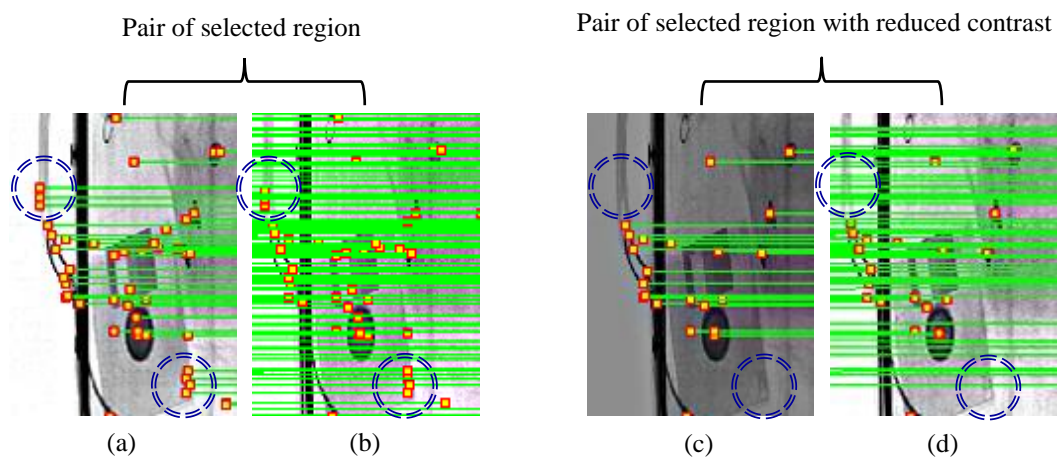 Pair of selected region
Pair of selected region with reduced contrast
(a)
(b)
(c)
(d)